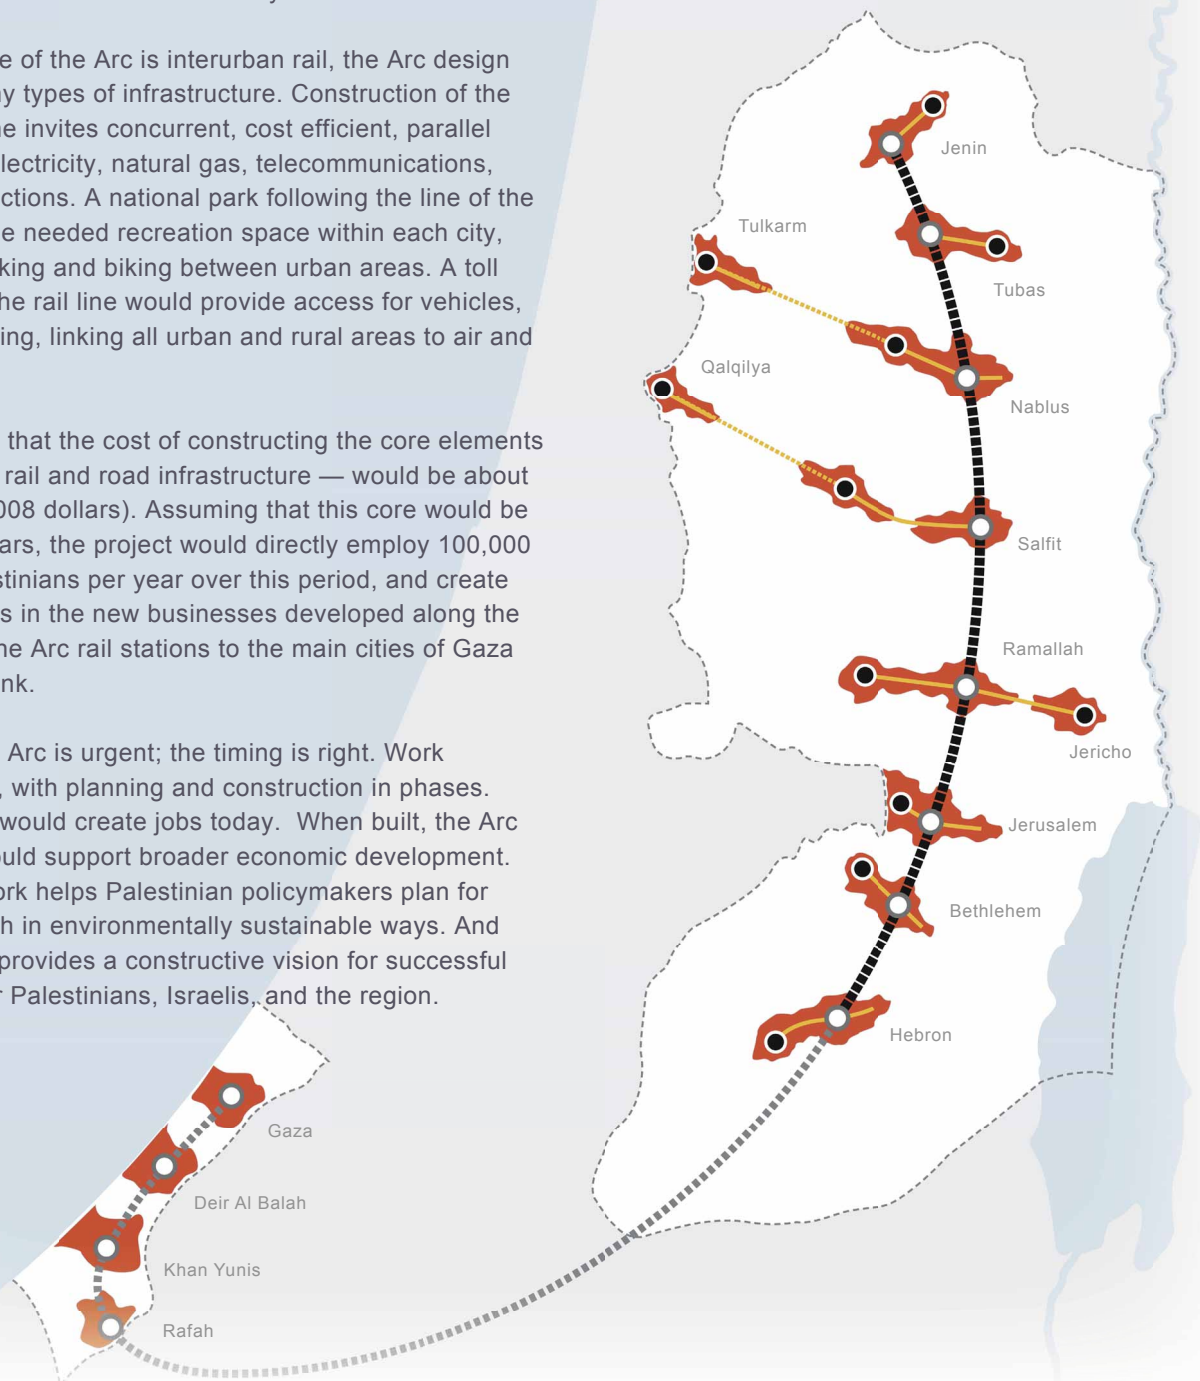 e of the Arc is interurban rail, the Arc design
y types of infrastructure. Construction of the
e invites concurrent, cost efficient, parallel
lectricity, natural gas, telecommunications,
ctions. A national park following the line of the
e needed recreation space within each city,
king and biking between urban areas. A toll
he rail line would provide access for vehicles,
ing, linking all urban and rural areas to air and
that the cost of constructing the core elements
rail and road infrastructure — would be about
008 dollars). Assuming that this core would be
ars, the project would directly employ 100,000
stinians per year over this period, and create
s in the new businesses developed along the
he Arc rail stations to the main cities of Gaza
nk.
Arc is urgent; the timing is right. Work
, with planning and construction in phases.
would create jobs today.  When built, the Arc
ould support broader economic development.
ork helps Palestinian policymakers plan for
h in environmentally sustainable ways. And
provides a constructive vision for successful
r Palestinians, Israelis, and the region.
Jenin
Tulkarm
Tubas
Qalqilya
Nablus
Salfit
Ramallah
Jericho
Jerusalem
Bethlehem
Hebron
Gaza
Deir Al Balah
Khan Yunis
Rafah